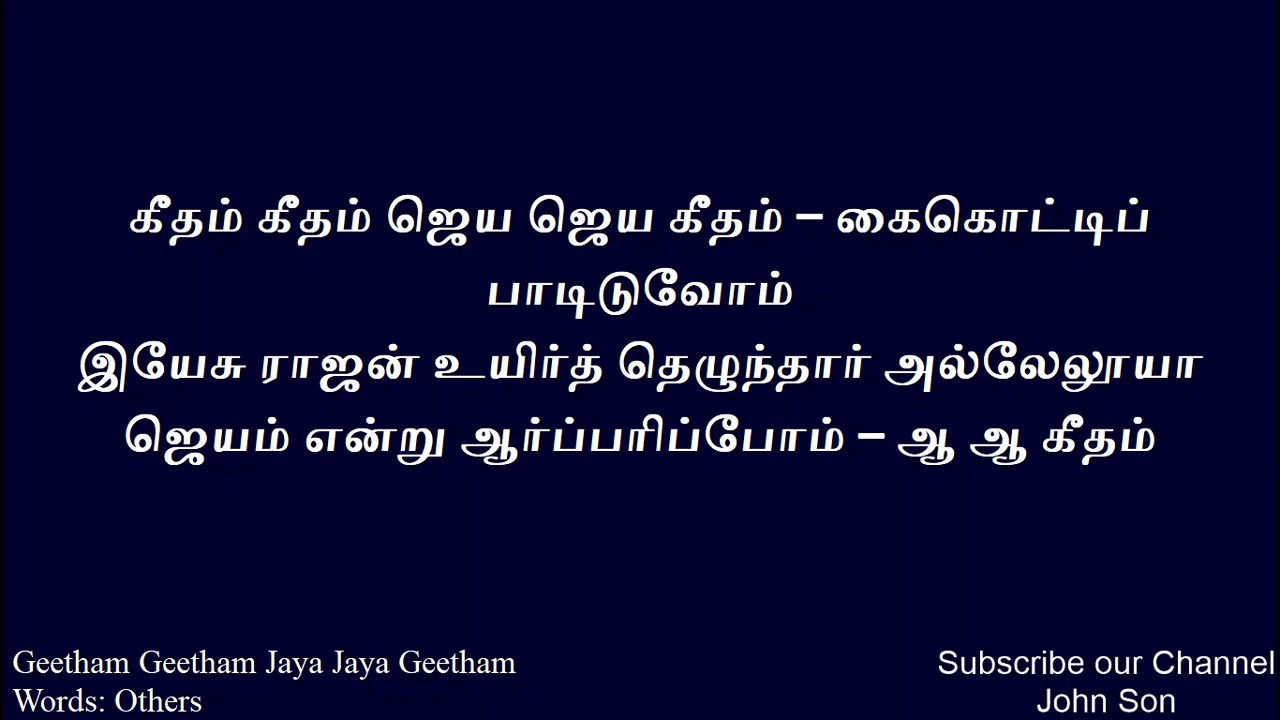 கீதம் கீதம் ஜெய ஜெய கீதம் – கைகொட்டிப்
பாடிடுவோம்
இயேசு ராஜன் உயிர்த் தெழுந்தார் அல்லேலூயா
ஜெயம் என்று ஆர்ப்பரிப்போம் – ஆ ஆ கீதம்
Geetham Geetham Jaya Jaya Geetham
Words: Others
Subscribe our Channel
John Son